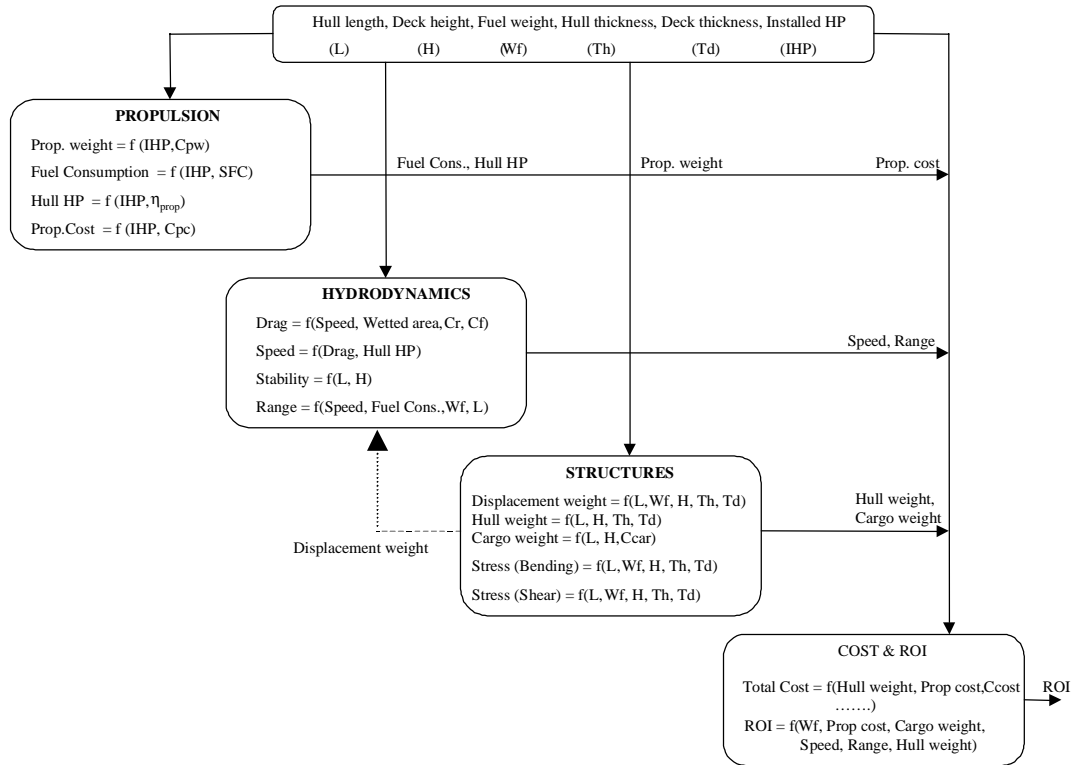 Hull length, Deck height, Fuel weight, Hull thickness, Deck thickness, Installed HP
(L) (H) (Wf) (Th) (Td) (IHP)
PROPULSION
Prop. weight = f (IHP,Cpw)
Fuel Consumption = f (IHP, SFC)
Hull HP = f (IHP,ηprop)
Prop.Cost = f (IHP, Cpc)
Fuel Cons., Hull HP
Prop. weight
Prop. cost
HYDRODYNAMICS
Drag = f(Speed, Wetted area,Cr, Cf)
Speed = f(Drag, Hull HP)
Stability = f(L, H)
Range = f(Speed, Fuel Cons.,Wf, L)
Speed, Range
STRUCTURES
Displacement weight = f(L,Wf, H, Th, Td)
Hull weight = f(L, H, Th, Td)
Cargo weight = f(L, H,Ccar)
Stress (Bending) = f(L,Wf, H, Th, Td)
Stress (Shear) = f(L,Wf, H, Th, Td)
Hull weight,
Cargo weight
Displacement weight
COST & ROI
Total Cost = f(Hull weight, Prop cost,Ccost
…….)
ROI = f(Wf, Prop cost, Cargo weight,
Speed, Range, Hull weight)
ROI